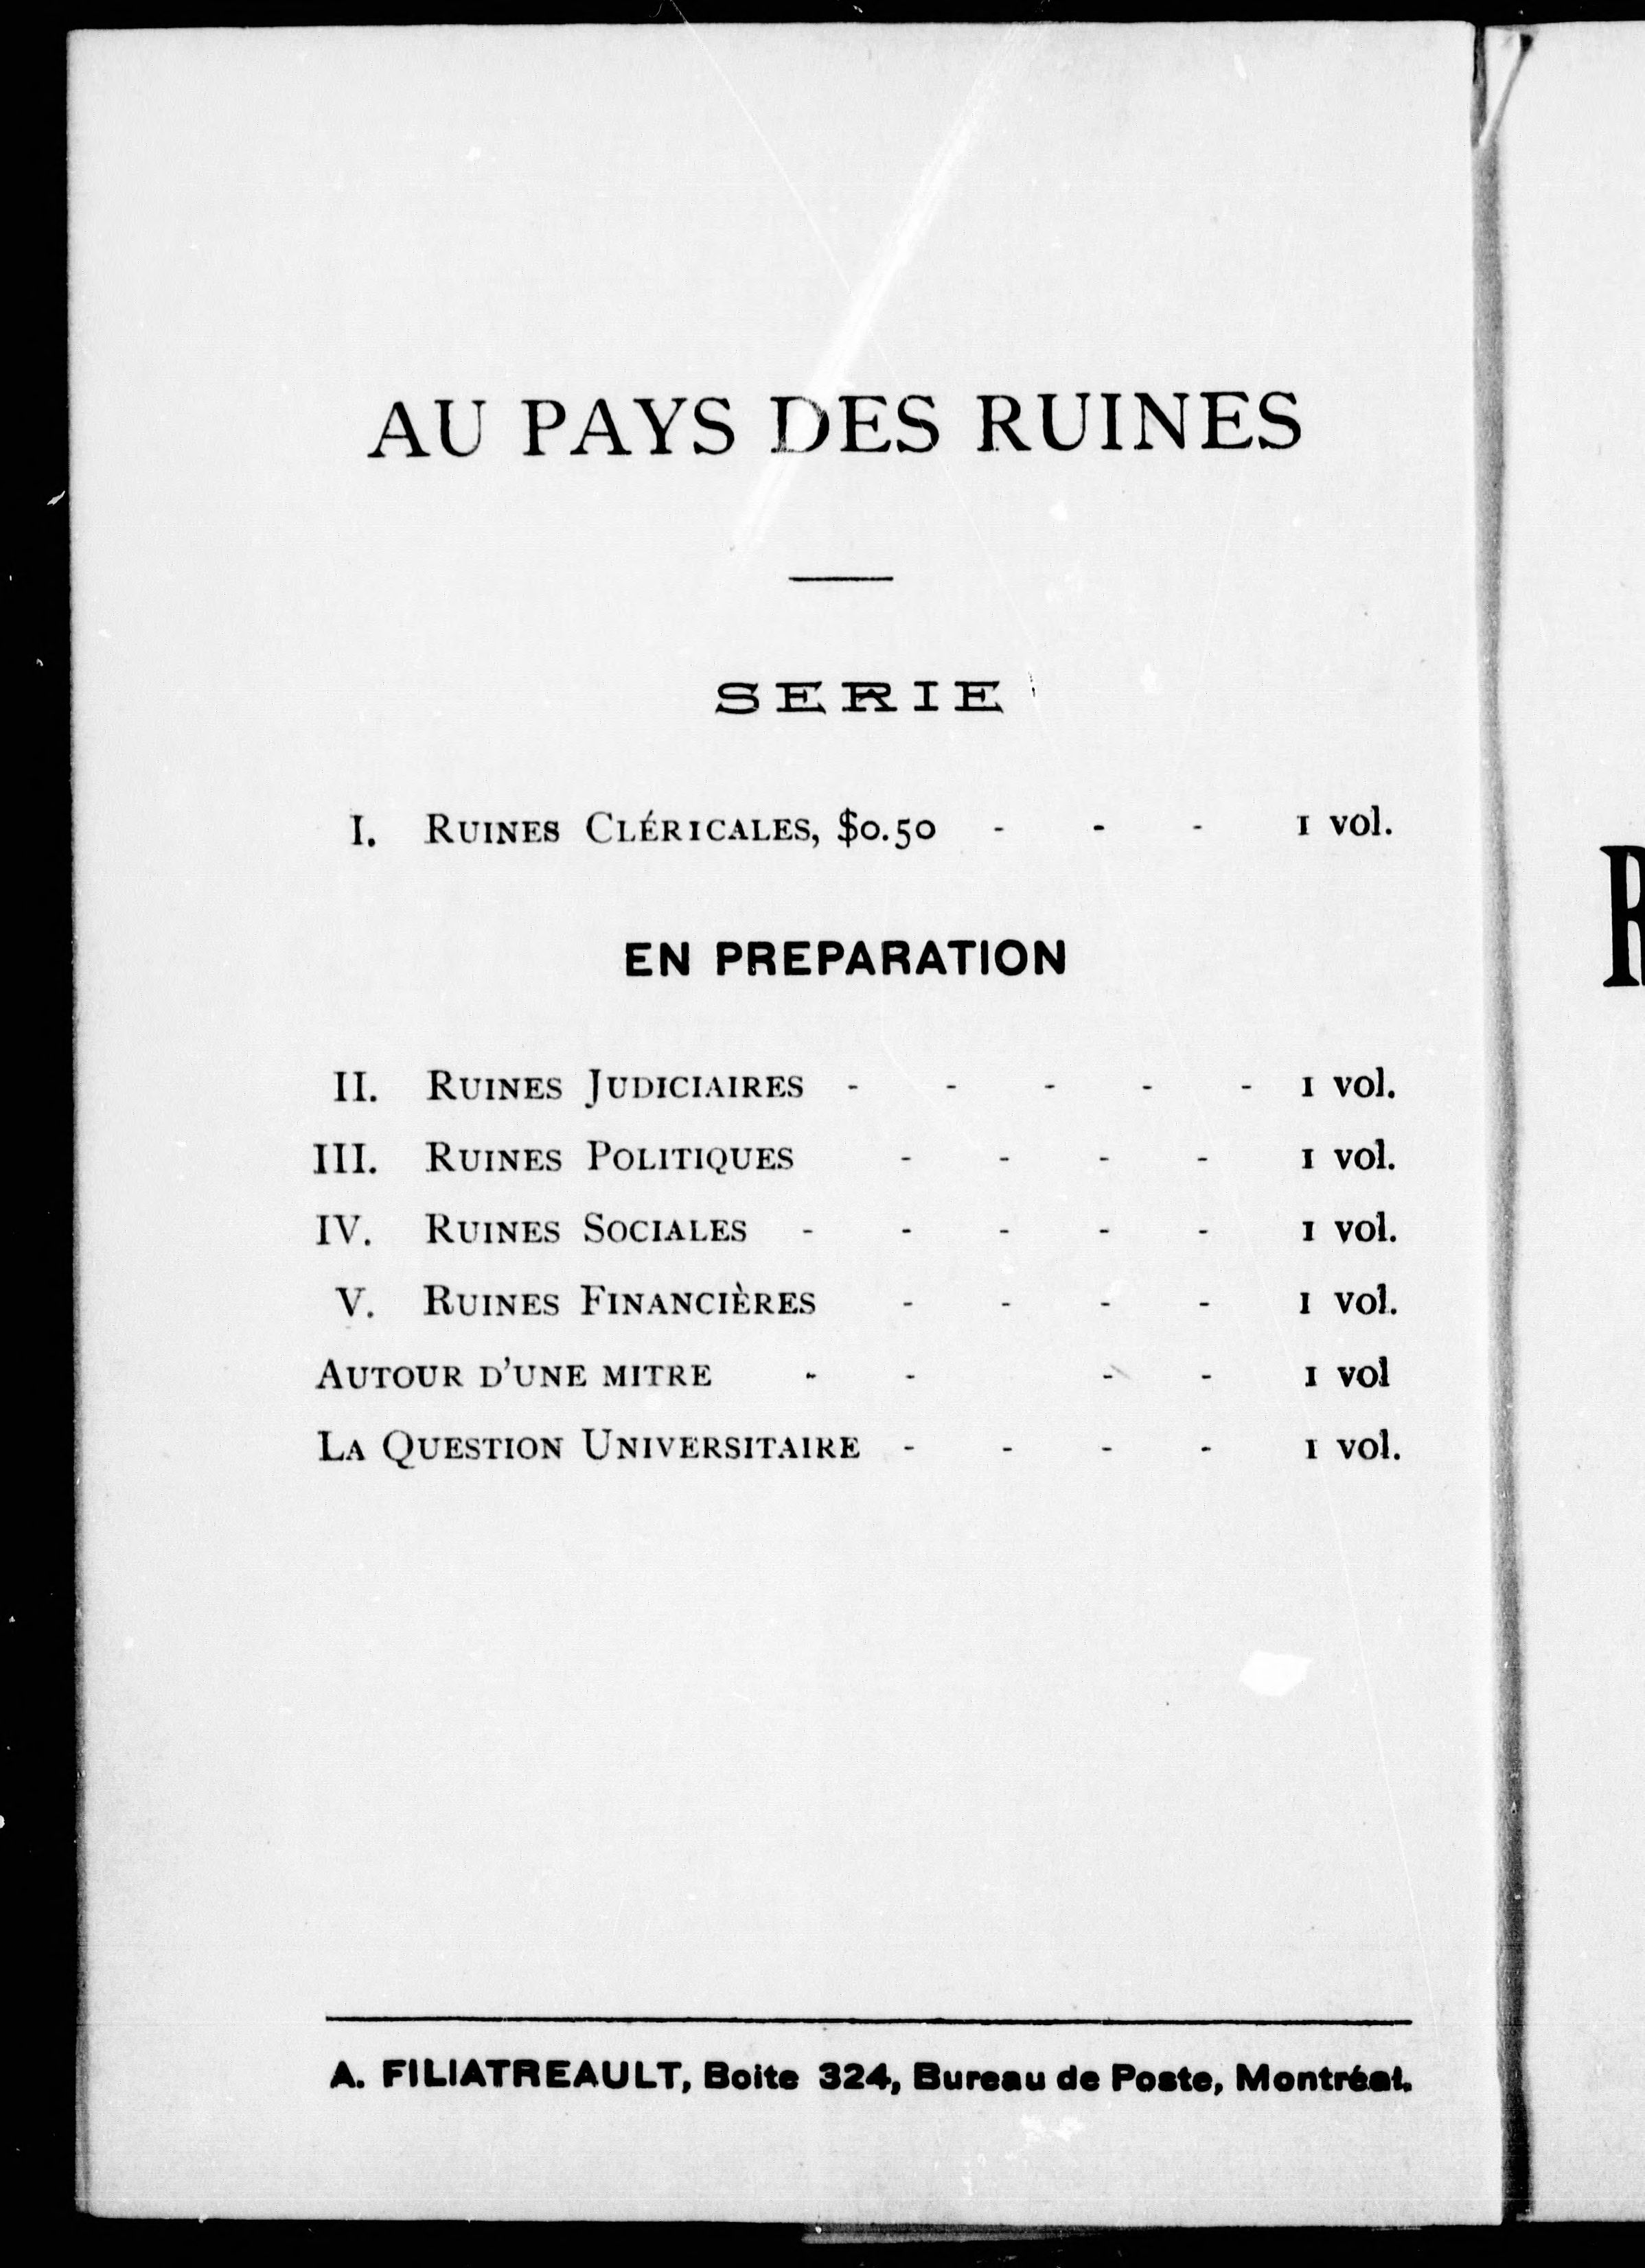 AU PAYS DES RUINES
SERIE
I. RUINES CLÉRICALES, $0.50 - - - 1 vol.
EN PREPARATION
II. RUINES JUDICIAIRES - - - - - 1 vol.
III. RUINES POLITIQUES - - - - 1 vol.
IV. RUINES SOCIALES - - - - - 1 vol.
V. RUINES FINANCIÈRES - - - - 1 vol.
AUTOUR D'UNE MITRE - - - - 1 vol
LA QUESTION UNIVERSITAIRE - - - - 1 vol.
A. FILIATREAULT, Boite 324, Bureau de Poste, Montréal.